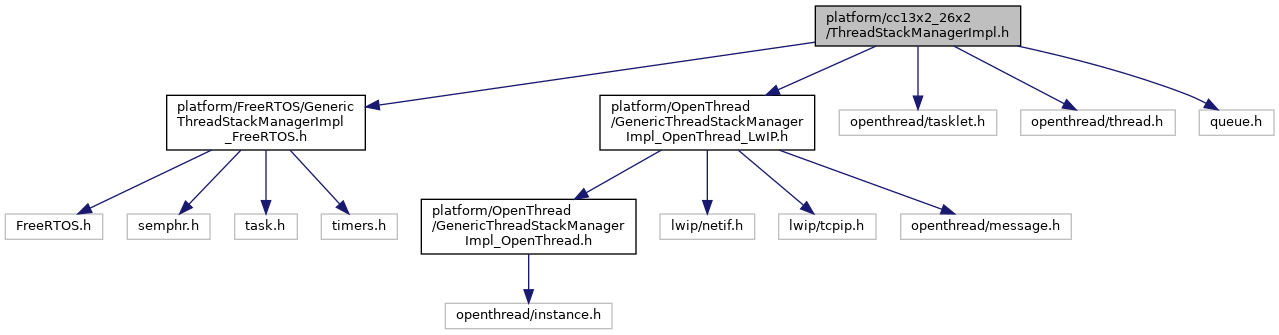 platform/cc13x2_26x2
/ThreadStackManagerImpl.h
platform/FreeRTOS/Generic
ThreadStackManagerImpl
_FreeRTOS.h
platform/OpenThread
/GenericThreadStackManager
Impl_OpenThread_LwIP.h
openthread/tasklet.h
openthread/thread.h
queue.h
FreeRTOS.h
semphr.h
task.h
timers.h
platform/OpenThread
/GenericThreadStackManager
Impl_OpenThread.h
lwip/netif.h
lwip/tcpip.h
openthread/message.h
openthread/instance.h